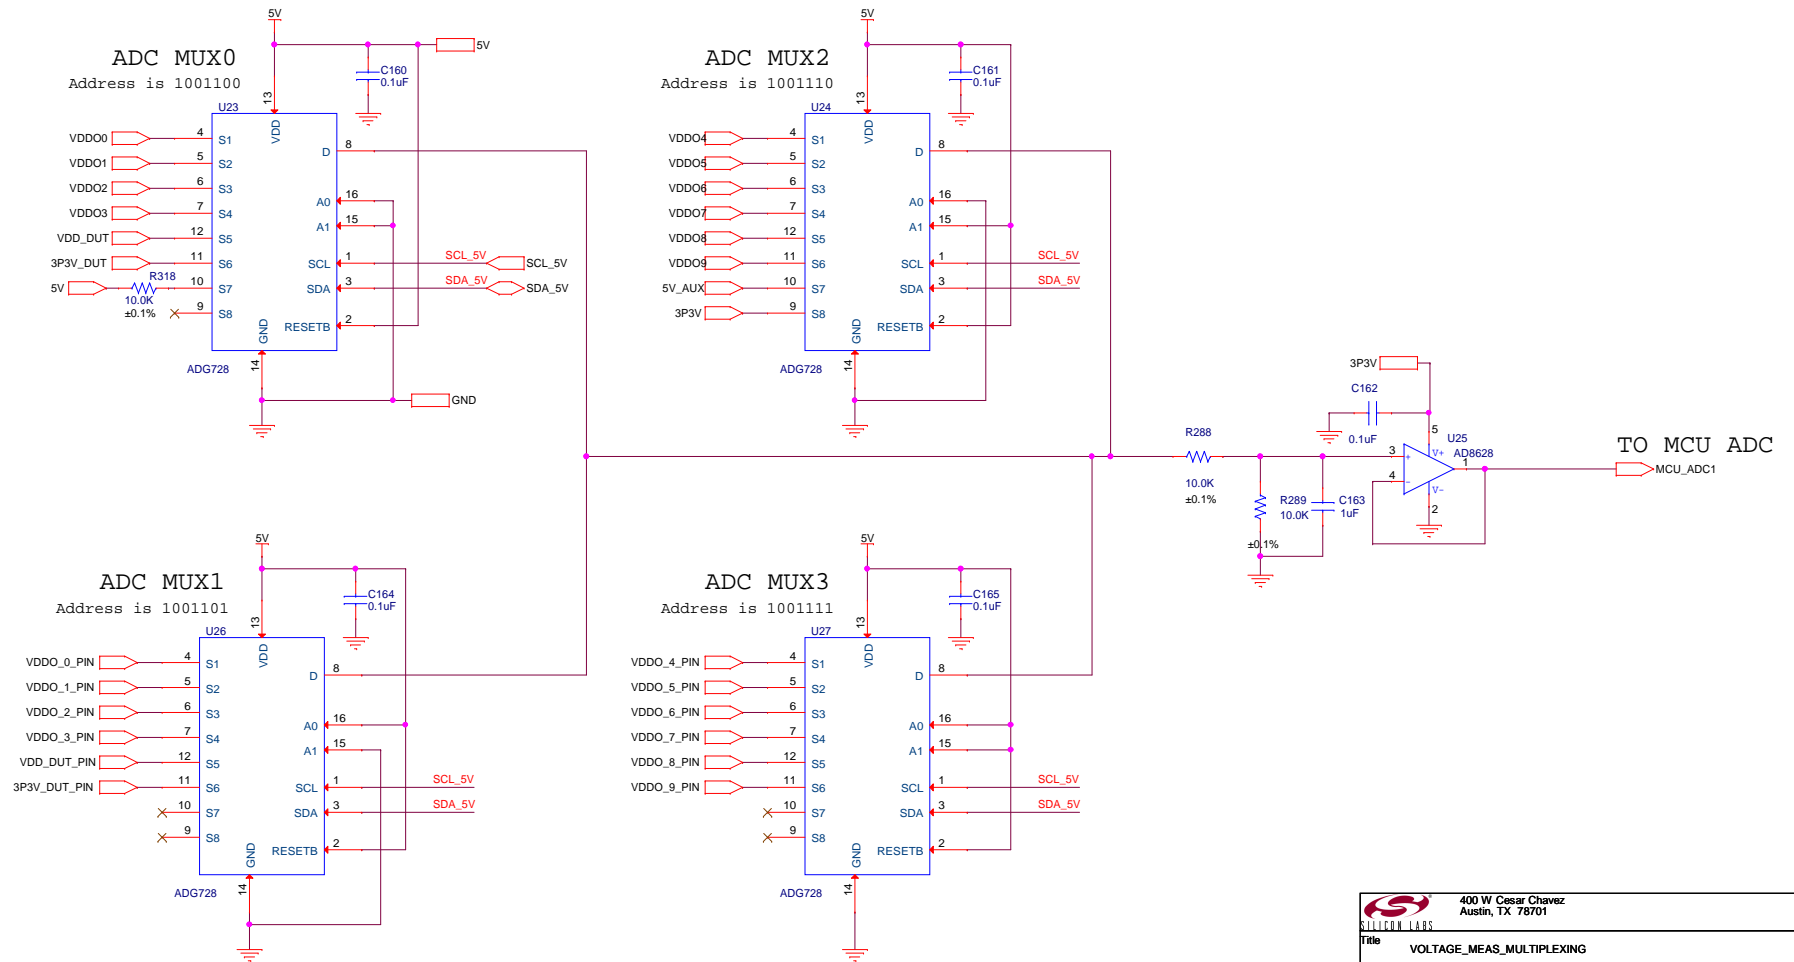 5V
5V
ADC MUX0
Address is 1001100
C160
0.1uF
U23
13
VDD
VDDO0
4
S1
VDDO1
5
S2
VDDO2
6
S3
VDDO3
7
S4
VDD_DUT
12
S5
3P3V_DUT
11
S6
5V
R318
10.0K
±0.1%
10
S7
9
S8
D
8
A0
16
A1
15
SCL
1
SCL_5V
SCL_5V
SDA
3
SDA_5V
SDA_5V
RESETB
2
GND
14
ADG728
GND
5V
ADC MUX2
Address is 1001110
C161
0.1uF
U24
13
VDD
VDDO4
4
S1
VDDO5
5
S2
VDDO6
6
S3
VDDO7
7
S4
VDDO8
12
S5
VDDO9
11
S6
5V_AUX
10
S7
3P3V
9
S8
D
8
A0
16
A1
15
SCL
1
SCL_5V
SDA
3
SDA_5V
RESETB
2
GND
14
ADG728
R288
10.0K
±0.1%
R289
10.0K
±0.1%
C163
1uF
3P3V
C162
0.1uF
5
U25
AD8628
V+
3
+
4
-
1
V-
2
TO MCU ADC
MCU_ADC1
5V
ADC MUX1
Address is 1001101
C164
0.1uF
U26
13
VDD
VDDO_0_PIN
4
S1
VDDO_1_PIN
5
S2
VDDO_2_PIN
6
S3
VDDO_3_PIN
7
S4
VDD_DUT_PIN
12
S5
3P3V_DUT_PIN
11
S6
10
S7
9
S8
D
8
A0
16
A1
15
SCL
1
SCL_5V
SDA
3
SDA_5V
RESETB
2
GND
14
ADG728
5V
ADC MUX3
Address is 1001111
C165
0.1uF
U27
13
VDD
VDDO_4_PIN
4
S1
VDDO_5_PIN
5
S2
VDDO_6_PIN
6
S3
VDDO_7_PIN
7
S4
VDDO_8_PIN
12
S5
VDDO_9_PIN
11
S6
10
S7
9
S8
D
8
A0
16
A1
15
SCL
1
SCL_5V
SDA
3
SDA_5V
RESETB
2
GND
14
ADG728
SILICON LABS
400 W Cesar Chavez
Austin, TX 78701
Title
VOLTAGE_MEAS_MULTIPLEXING